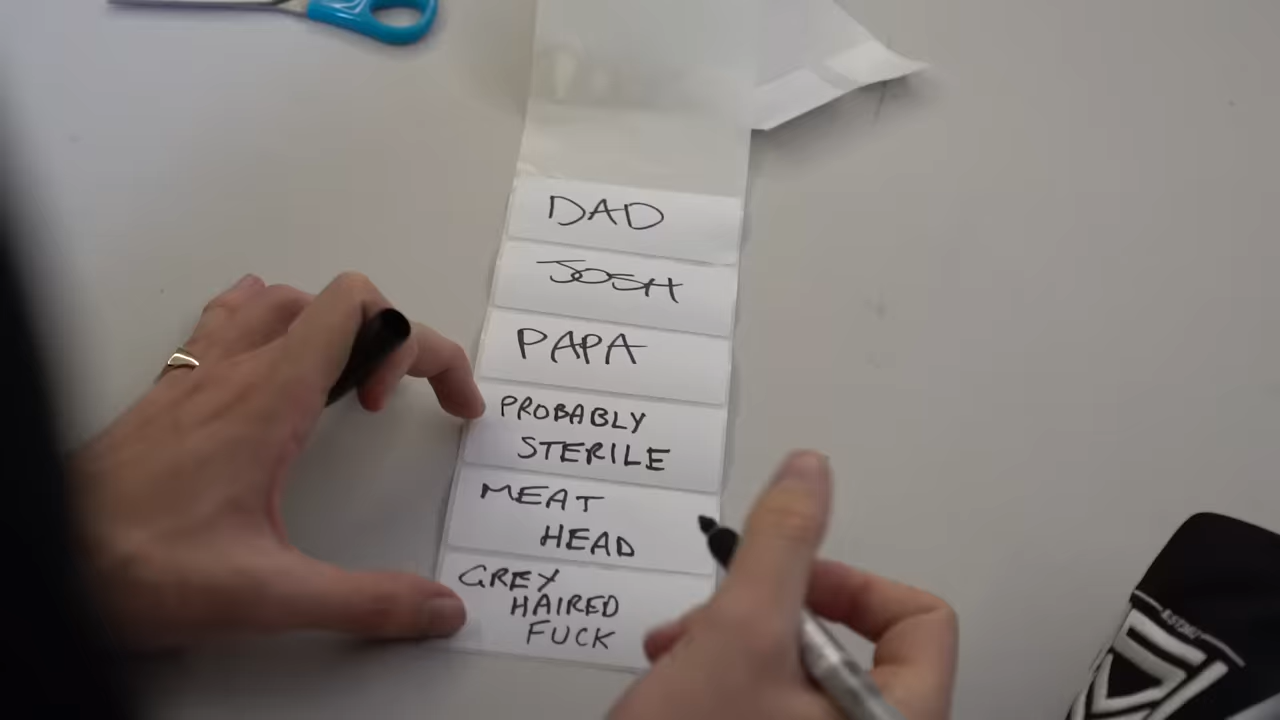 DAD
JOSH
PAPA
PROBABLY
STERILE
MEAT
HEAD
GREY
HAIRED
FUCK